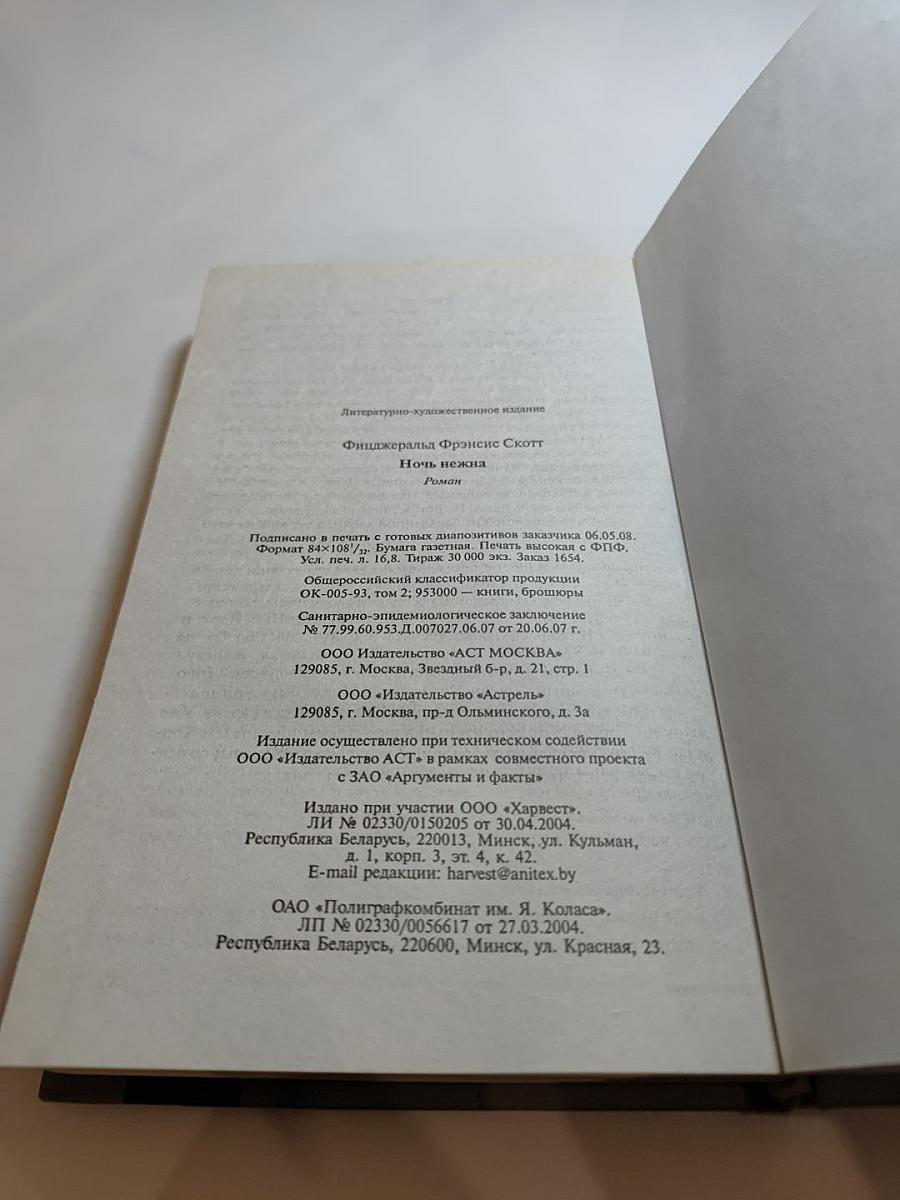 Литературно-художественное издание
Фицджеральд Фрэнсис Скотт
Ночь нежна
Роман
Подписано в печать с готовых диапозитивов заказчика 06.05.08.
Формат 84×108¹/₃₂. Бумага газетная. Печать высокая с ФПФ.
Усл. печ. л. 16,8. Тираж 30 000 экз. Заказ 1654.
Общероссийский классификатор продукции
ОК-005-93, том 2; 953000 — книги, брошюры
Санитарно-эпидемиологическое заключение
№ 77.99.60.953.Д.007027.06.07 от 20.06.07 г.
ООО Издательство «АСТ МОСКВА»
129085, г. Москва, Звездный б-р, д. 21, стр. 1
ООО «Издательство «Астрель»
129085, г. Москва, пр-д Ольминского, д. 3а
Издание осуществлено при техническом содействии
ООО «Издательство АСТ» в рамках совместного проекта
с ЗАО «Аргументы и факты»
Издано при участии ООО «Харвест».
ЛИ № 02330/0150205 от 30.04.2004.
Республика Беларусь, 220013, Минск, ул. Кульман,
д. 1, корп. 3, эт. 4, к. 42.
E-mail редакции: harvest@anitex.by
ОАО «Полиграфкомбинат им. Я. Коласа».
ЛП № 02330/0056617 от 27.03.2004.
Республика Беларусь, 220600, Минск, ул. Красная, 23.